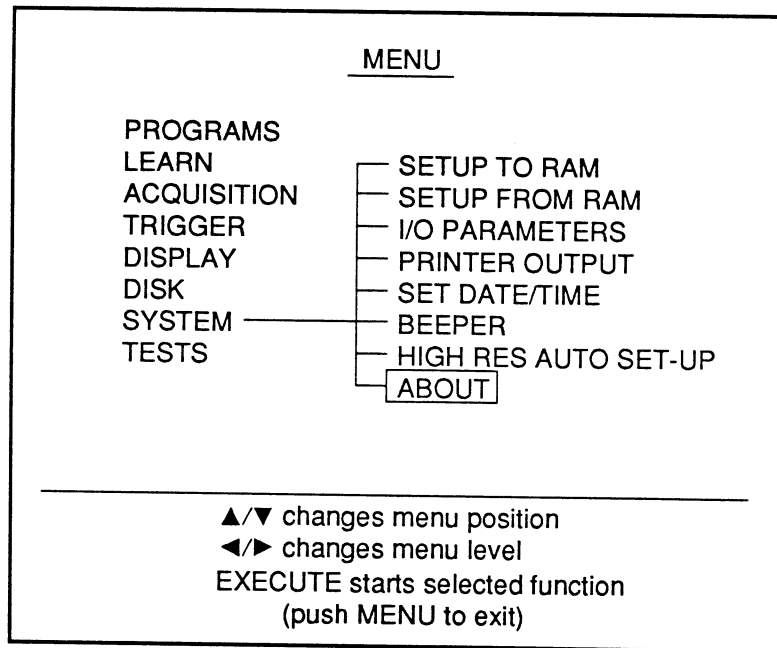 MENU
PROGRAMS
LEARN
ACQUISITION
TRIGGER
DISPLAY
DISK
SYSTEM
TESTS
SETUP TO RAM
SETUP FROM RAM
I/O PARAMETERS
PRINTER OUTPUT
SET DATE/TIME
BEEPER
HIGH RES AUTO SET-UP
ABOUT
▲/▼ changes menu position
◄/► changes menu level
EXECUTE starts selected function
(push MENU to exit)